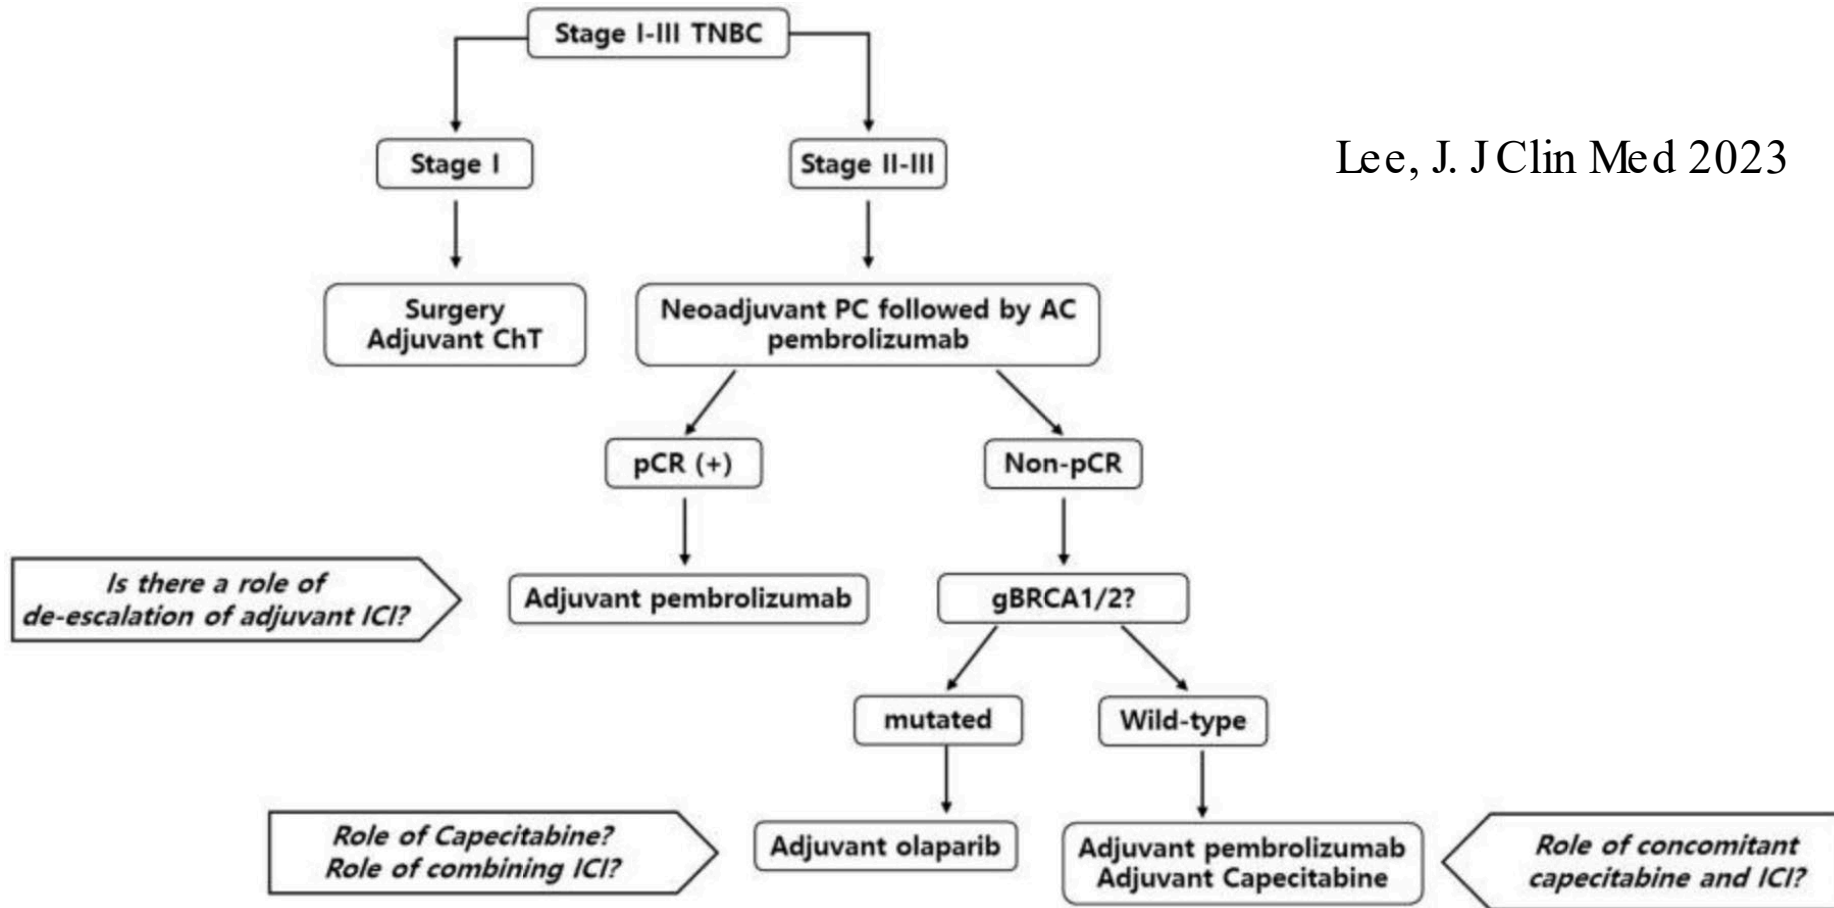 Stage I-III TNBC
Lee, J. J Clin Med 2023
Stage I
Stage II-III
Surgery
Adjuvant ChT
Neoadjuvant PC followed by AC
pembrolizumab
pCR (+)
Non-pCR
Is there a role of
de-escalation of adjuvant ICI?
Adjuvant pembrolizumab
gBRCA1/2?
mutated
Wild-type
Role of Capecitabine?
Role of combining ICI?
Adjuvant olaparib
Adjuvant pembrolizumab
Adjuvant Capecitabine
Role of concomitant
capecitabine and ICI?